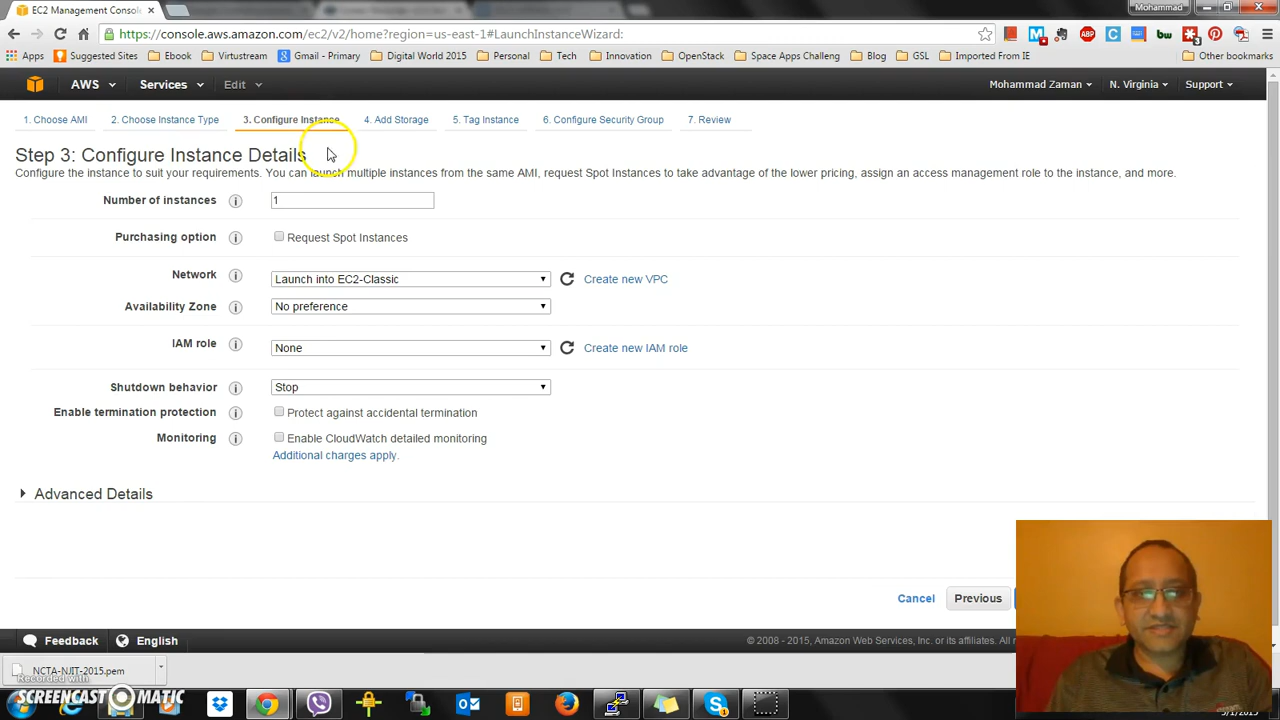 EC2 Management Consol
Mohammad
https://console.aws.amazon.com/ec2/v2/home?region=us-east-1#LaunchInstanceWizard:
Apps Suggested Sites Ebook Virtustream Gmail - Primary Digital World 2015 Personal Tech Innovation OpenStack Space Apps Challeng Blog GSL Imported From IE Other bookmarks
AWS Services Edit Mohammad Zaman N. Virginia Support
1. Choose AMI 2. Choose Instance Type 3. Configure Instance 4. Add Storage 5. Tag Instance 6. Configure Security Group 7. Review
Step 3: Configure Instance Details
Configure the instance to suit your requirements. You can launch multiple instances from the same AMI, request Spot Instances to take advantage of the lower pricing, assign an access management role to the instance, and more.
Number of instances 1
Purchasing option Request Spot Instances
Network Launch into EC2-Classic Create new VPC
Availability Zone No preference
IAM role None Create new IAM role
Shutdown behavior Stop
Enable termination protection Protect against accidental termination
Monitoring Enable CloudWatch detailed monitoring
Additional charges apply.
Advanced Details
Cancel Previous
Feedback English © 2008 - 2015, Amazon Web Services, Inc. or its affiliates. All
NCTA-NJIT-2015.pem
Recorded with
SCREENCAST MATIC